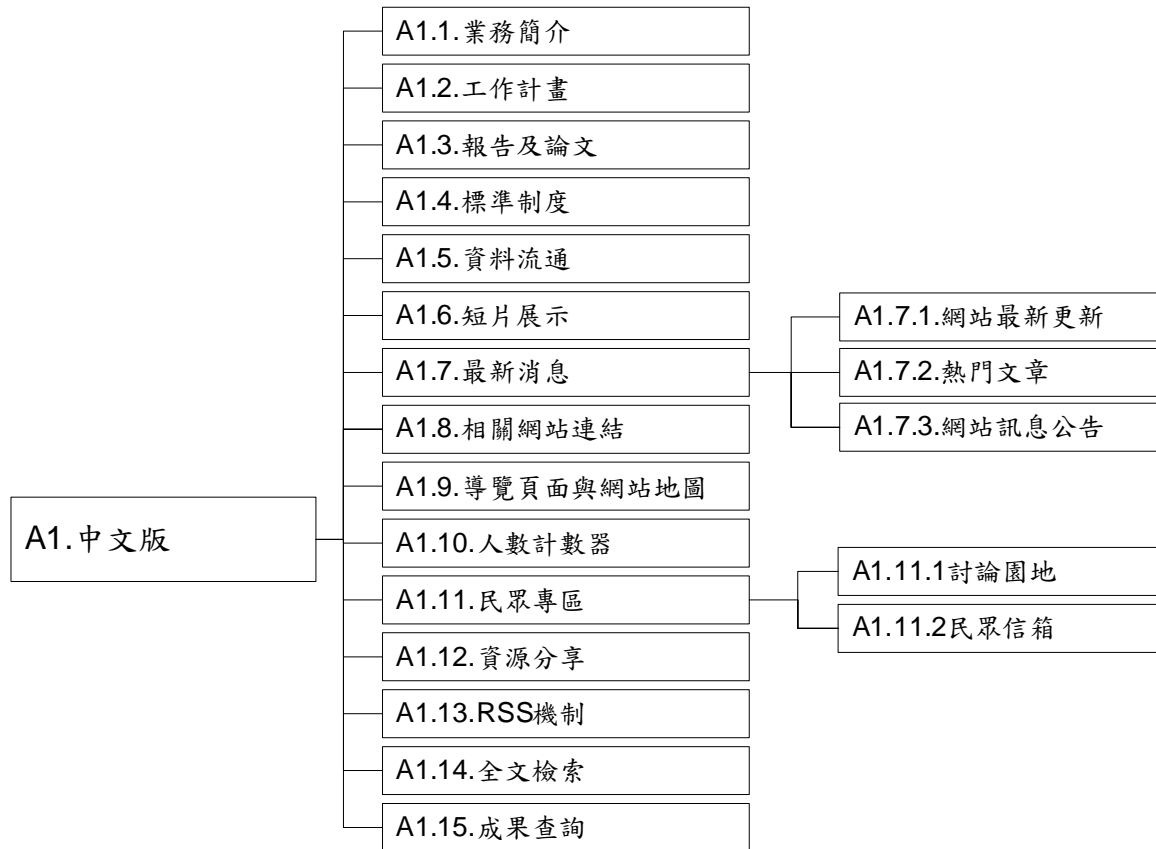 A1.中文版
A1.1.業務簡介
A1.2.工作計畫
A1.3.報告及論文
A1.4.標準制度
A1.5.資料流通
A1.6.短片展示
A1.7.最新消息
A1.7.1.網站最新更新
A1.7.2.熱門文章
A1.7.3.網站訊息公告
A1.8.相關網站連結
A1.9.導覽頁面與網站地圖
A1.10.人數計數器
A1.11.民眾專區
A1.11.1討論園地
A1.11.2民眾信箱
A1.12.資源分享
A1.13.RSS機制
A1.14.全文檢索
A1.15.成果查詢